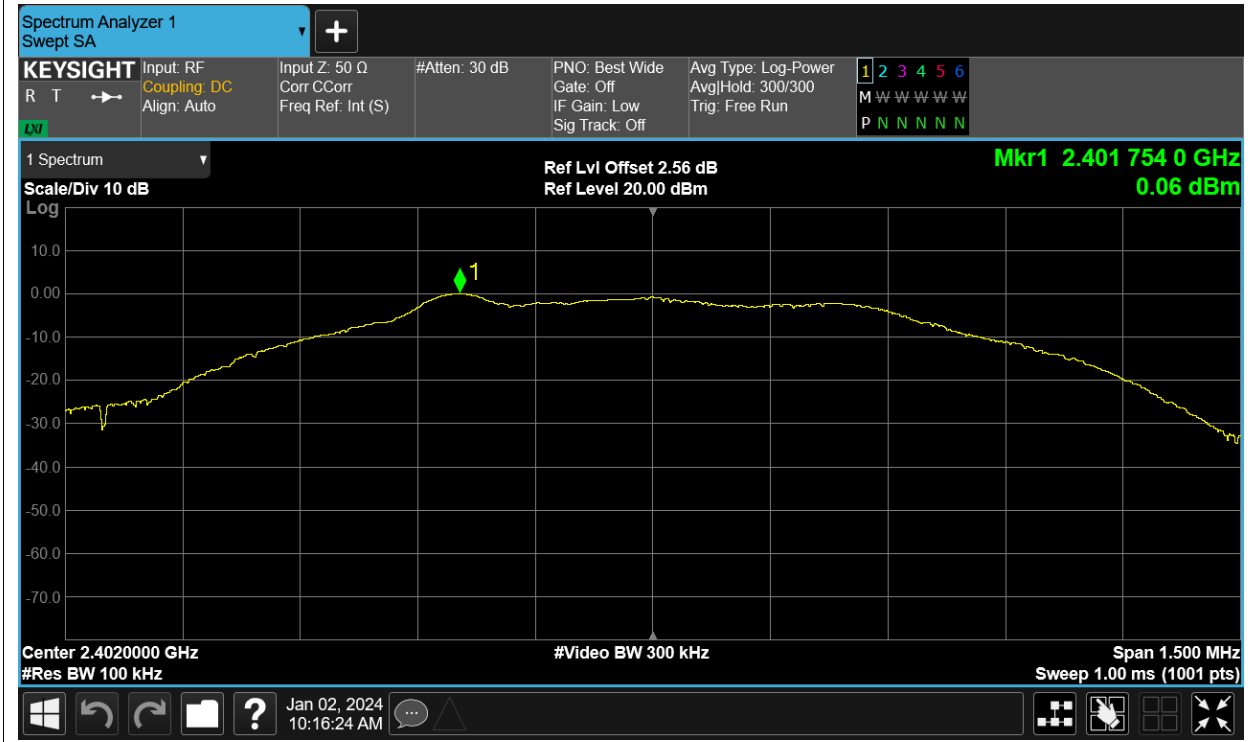 Spectrum Analyzer 1
Swept SA
KEYSIGHT
R T
LXI
Input: RF
Coupling: DC
Align: Auto
Input Z: 50 Ω
Corr CCorr
Freq Ref: Int (S)
#Atten: 30 dB
PNO: Best Wide
Gate: Off
IF Gain: Low
Sig Track: Off
Avg Type: Log-Power
Avg|Hold: 300/300
Trig: Free Run
1 2 3 4 5 6
M W W W W W
P N N N N N
1 Spectrum
Scale/Div 10 dB
Log
Ref Lvl Offset 2.56 dB
Ref Level 20.00 dBm
Mkr1 2.401 754 0 GHz
0.06 dBm
1
10.0
0.00
-10.0
-20.0
-30.0
-40.0
-50.0
-60.0
-70.0
Center 2.4020000 GHz
#Video BW 300 kHz
Span 1.500 MHz
#Res BW 100 kHz
Sweep 1.00 ms (1001 pts)
?
Jan 02, 2024
10:16:24 AM